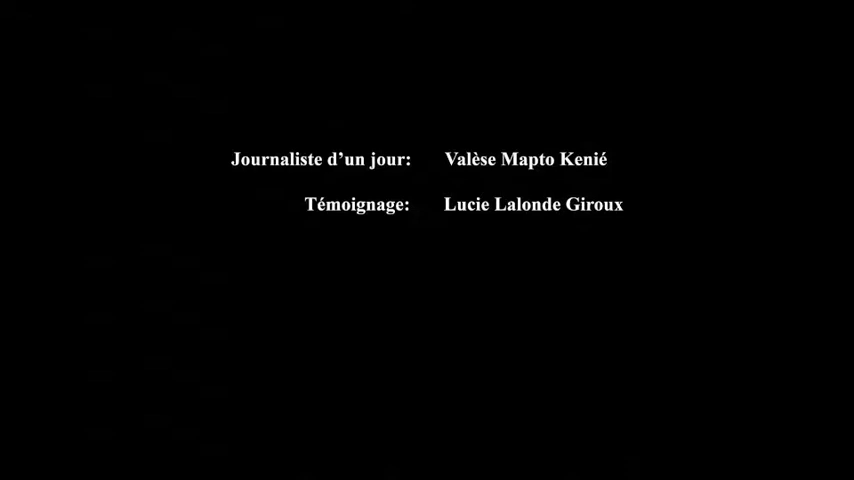 Journaliste d’un jour: Valèse Mapto Kenié
Témoignage: Lucie Lalonde Giroux